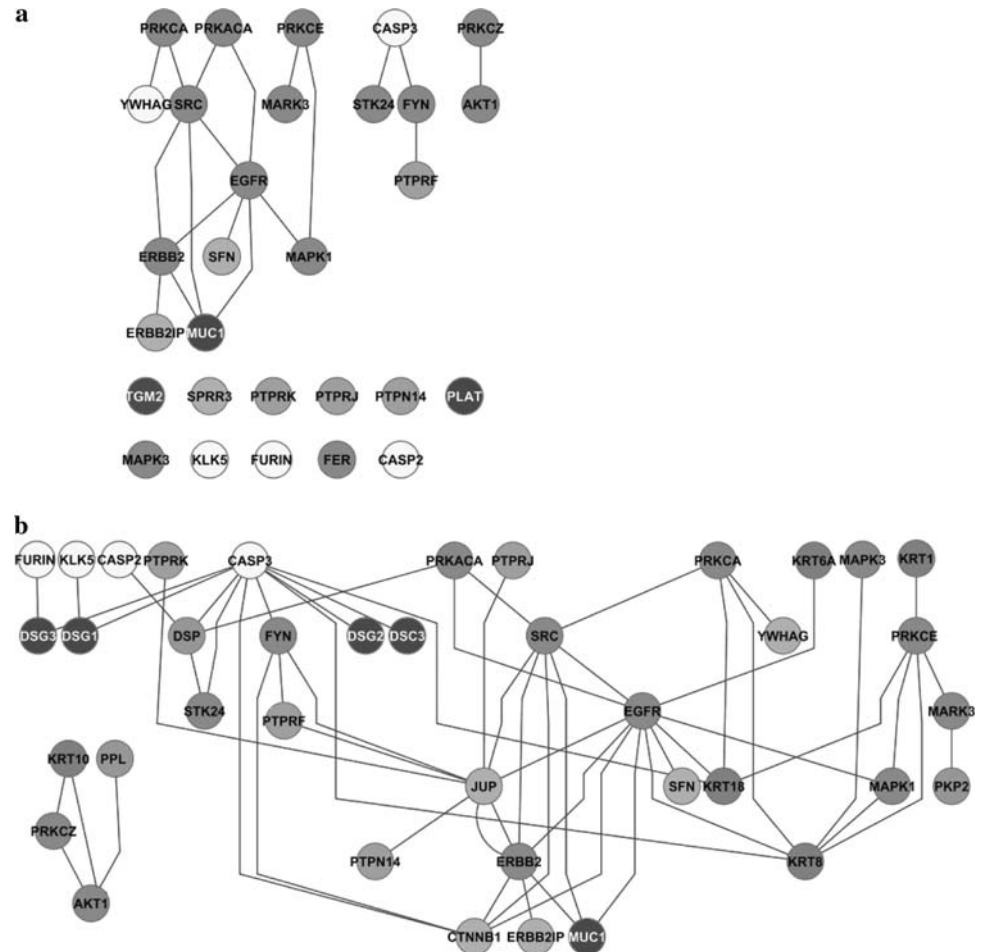 a
PRKCA PRKACA PRKCE CASP3 PRKCZ
YWHAG SRC MARK3 STK24 FYN AKT1
EGFR PTPRF
ERBB2 SFN MAPK1
ERBB2IP MUC1
TGM2 SPRR3 PTPRK PTPRJ PTPN14 PLAT
MAPK3 KLK5 FURIN FER CASP2
b
FURIN KLK5 CASP2 PTPRK CASP3 PRKACA PTPRJ PRKCA KRT6A MAPK3 KRT1
DSG3 DSG1 DSP FYN DSG2 DSC3 SRC YWHAG PRKCE
STK24 PTPRF EGFR MARK3
KRT10 PPL JUP SFN KRT18 MAPK1 PKP2
PRKCZ PTPN14 ERBB2 KRT8
AKT1
CTNNB1 ERBB2IP MUC1